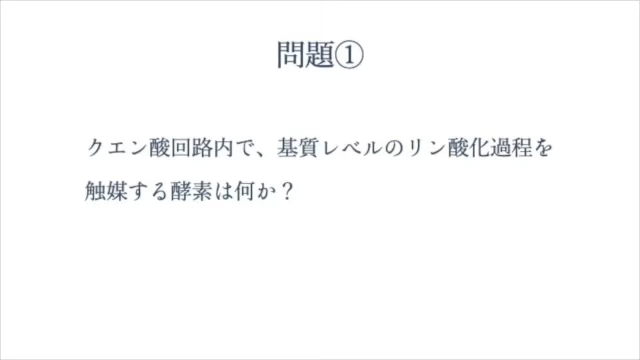 問題①
クエン酸回路内で、基質レベルのリン酸化過程を
触媒する酵素は何か？